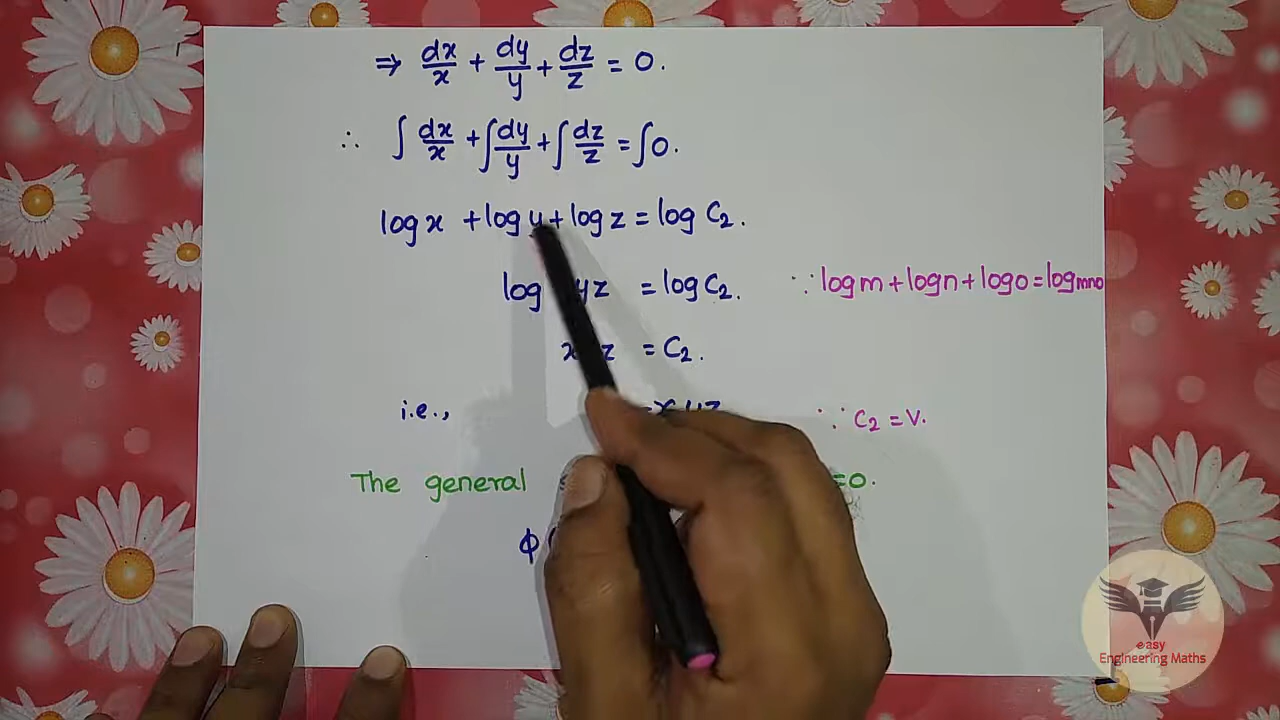 ⇒ dx/x + dy/y + dz/z = 0.
∴ ∫ dx/x + ∫ dy/y + ∫ dz/z = ∫0.
log x + log y + log z = log C₂.
log yz = log C₂. ∵ log m + log n + log o = log mno
x z = C₂.
i.e., = xyz ∵ C₂ = V.
The general =0.
ϕ (
easy
Engineering Maths